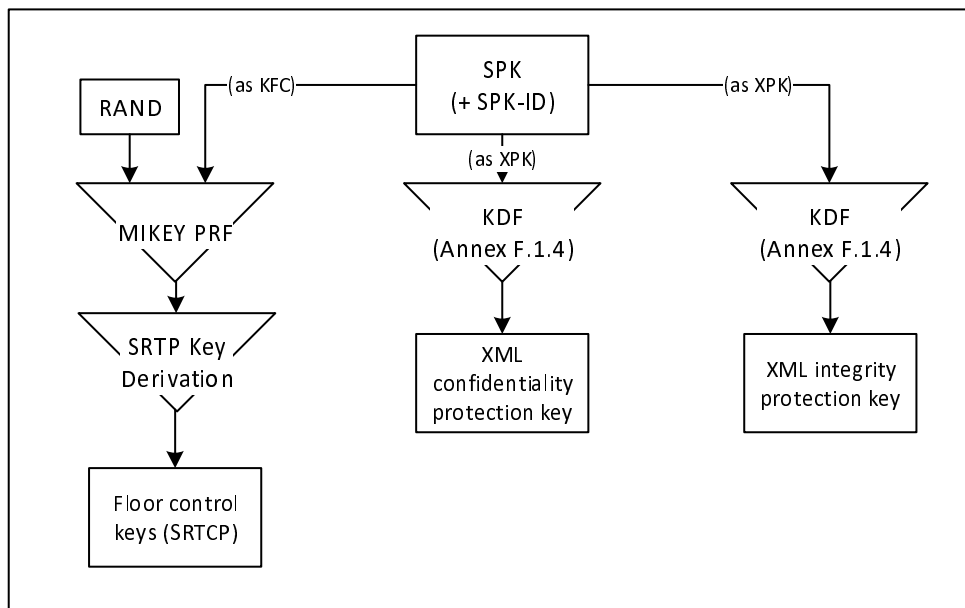 SPK
(+ SPK-ID)
(as KFC)
(as XPK)
RAND
(as XPK)
MIKEY PRF
KDF
(Annex F.1.4)
KDF
(Annex F.1.4)
SRTP Key
Derivation
XML
confidentiality
protection key
XML integrity
protection key
Floor control
keys (SRTCP)